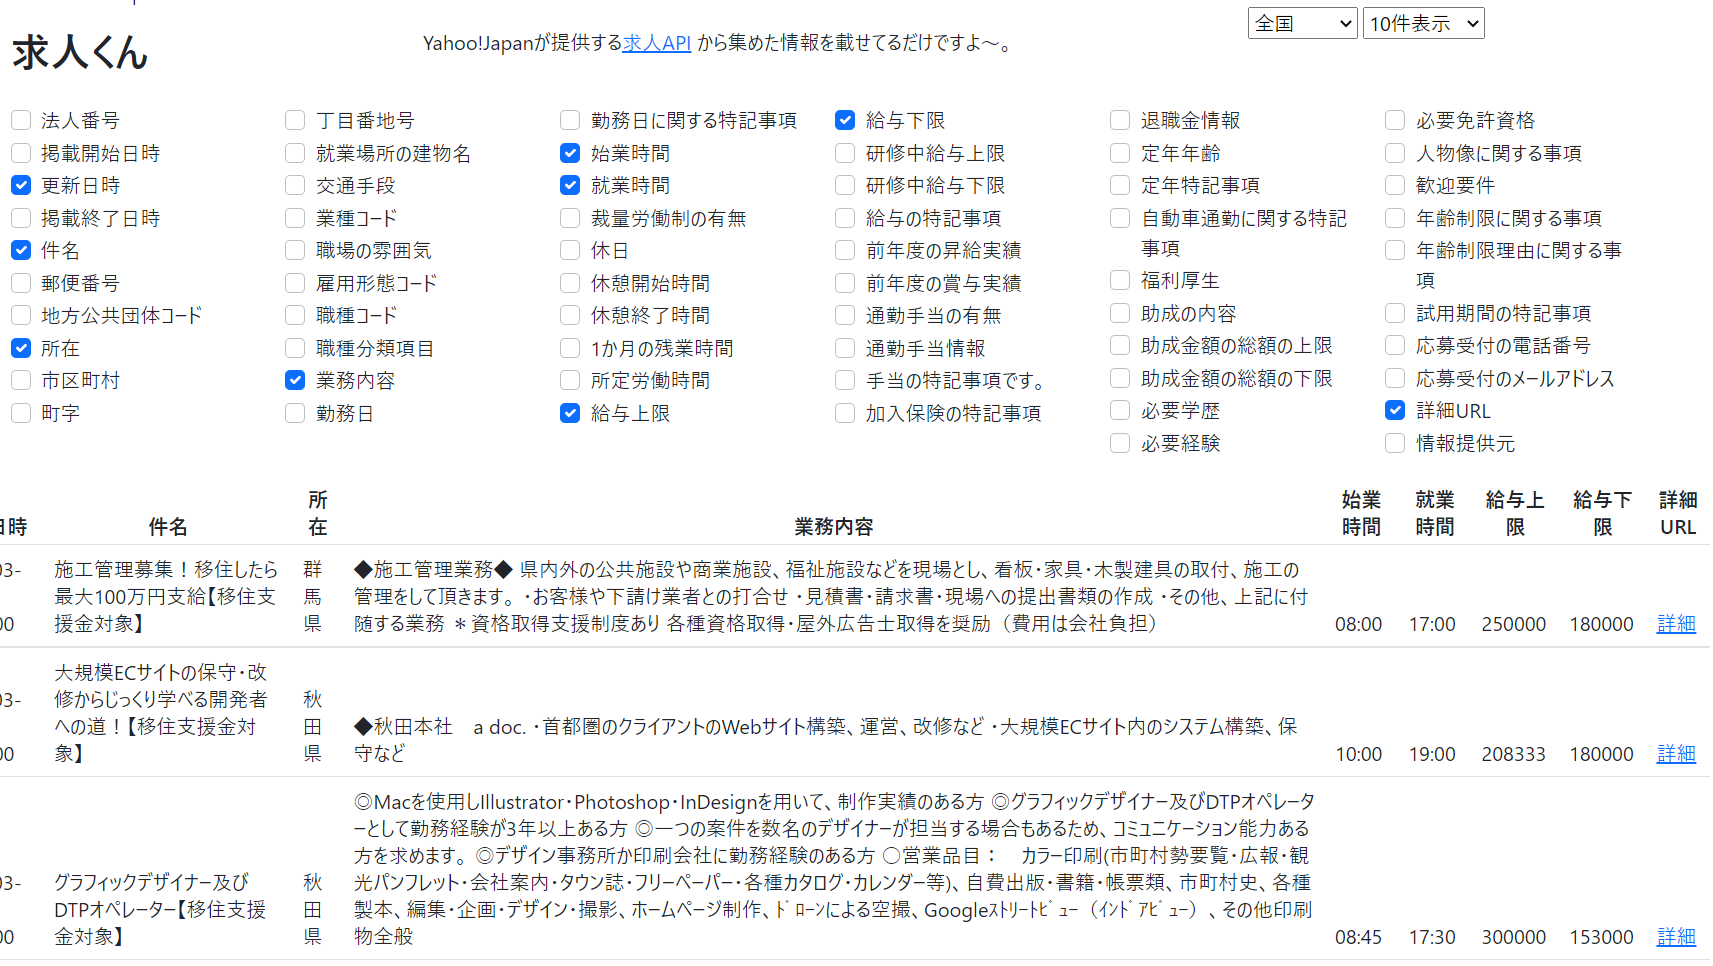 求人くん
Yahoo!Japanが提供する求人API から集めた情報を載せてるだけですよ～。
全国
10件表示
法人番号
掲載開始日時
更新日時
掲載終了日時
件名
郵便番号
地方公共団体コード
所在
市区町村
町字
丁目番地号
就業場所の建物名
交通手段
業種コード
職場の雰囲気
雇用形態コード
職種コード
職種分類項目
業務内容
勤務日
勤務日に関する特記事項
始業時間
就業時間
裁量労働制の有無
休日
休憩開始時間
休憩終了時間
1か月の残業時間
所定労働時間
給与上限
給与下限
研修中給与上限
研修中給与下限
給与の特記事項
前年度の昇給実績
前年度の賞与実績
通勤手当の有無
通勤手当情報
手当の特記事項です。
加入保険の特記事項
退職金情報
定年年齢
定年特記事項
自動車通勤に関する特記
事項
福利厚生
助成の内容
助成金額の総額の上限
助成金額の総額の下限
必要学歴
必要経験
必要免許資格
人物像に関する事項
歓迎要件
年齢制限に関する事項
年齢制限理由に関する事
項
試用期間の特記事項
応募受付の電話番号
応募受付のメールアドレス
詳細URL
情報提供元
日時
件名
所
在
業務内容
始業
時間
就業
時間
給与上
限
給与下
限
詳細
URL
03-
00
施工管理募集！移住したら
最大100万円支給【移住支
援金対象】
群
馬
県
◆施工管理業務◆ 県内外の公共施設や商業施設、福祉施設などを現場とし、看板・家具・木製建具の取付、施工の
管理をして頂きます。 ・お客様や下請け業者との打合せ ・見積書・請求書・現場への提出書類の作成 ・その他、上記に付
随する業務 ＊資格取得支援制度あり 各種資格取得・屋外広告士取得を奨励（費用は会社負担）
08:00
17:00
250000
180000
詳細
03-
00
大規模ECサイトの保守・改
修からじっくり学べる開発者
への道！【移住支援金対
象】
秋
田
県
◆秋田本社　a doc. ・首都圏のクライアントのWebサイト構築、運営、改修など ・大規模ECサイト内のシステム構築、保
守など
10:00
19:00
208333
180000
詳細
03-
00
グラフィックデザイナー及び
DTPオペレーター【移住支援
金対象】
秋
田
県
◎Macを使用しIllustrator・Photoshop・InDesignを用いて、制作実績のある方 ◎グラフィックデザイナー及びDTPオペレータ
ーとして勤務経験が3年以上ある方 ◎一つの案件を数名のデザイナーが担当する場合もあるため、コミュニケーション能力ある
方を求めます。 ◎デザイン事務所か印刷会社に勤務経験のある方 〇営業品目：　カラー印刷(市町村勢要覧・広報・観
光パンフレット・会社案内・タウン誌・フリーペーパー・各種カタログ・カレンダー等)、自費出版・書籍・帳票類、市町村史、各種
製本、編集・企画・デザイン・撮影、ホームページ制作、ﾄﾞﾛｰﾝによる空撮、Googleｽﾄﾘｰﾄﾋﾞｭｰ（ｲﾝﾄﾞｱﾋﾞｭｰ）、その他印刷
物全般
08:45
17:30
300000
153000
詳細